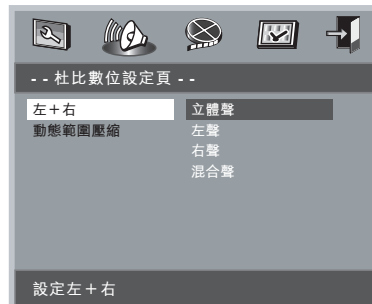 - - 杜比數位設定頁 - -
左+右 立體聲
動態範圍壓縮 左聲
右聲
混合聲
設定左+右